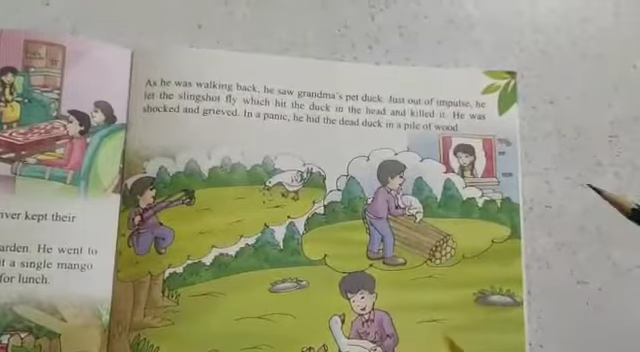 As he was walking back, he saw grandma's pet duck. Just out of impulse, he
let the slingshot fly which hit the duck in the head and killed it. He was
shocked and grieved. In a panic, he hid the dead duck in a pile of wood.
ver kept their
arden. He went to
it a single mango
for lunch.